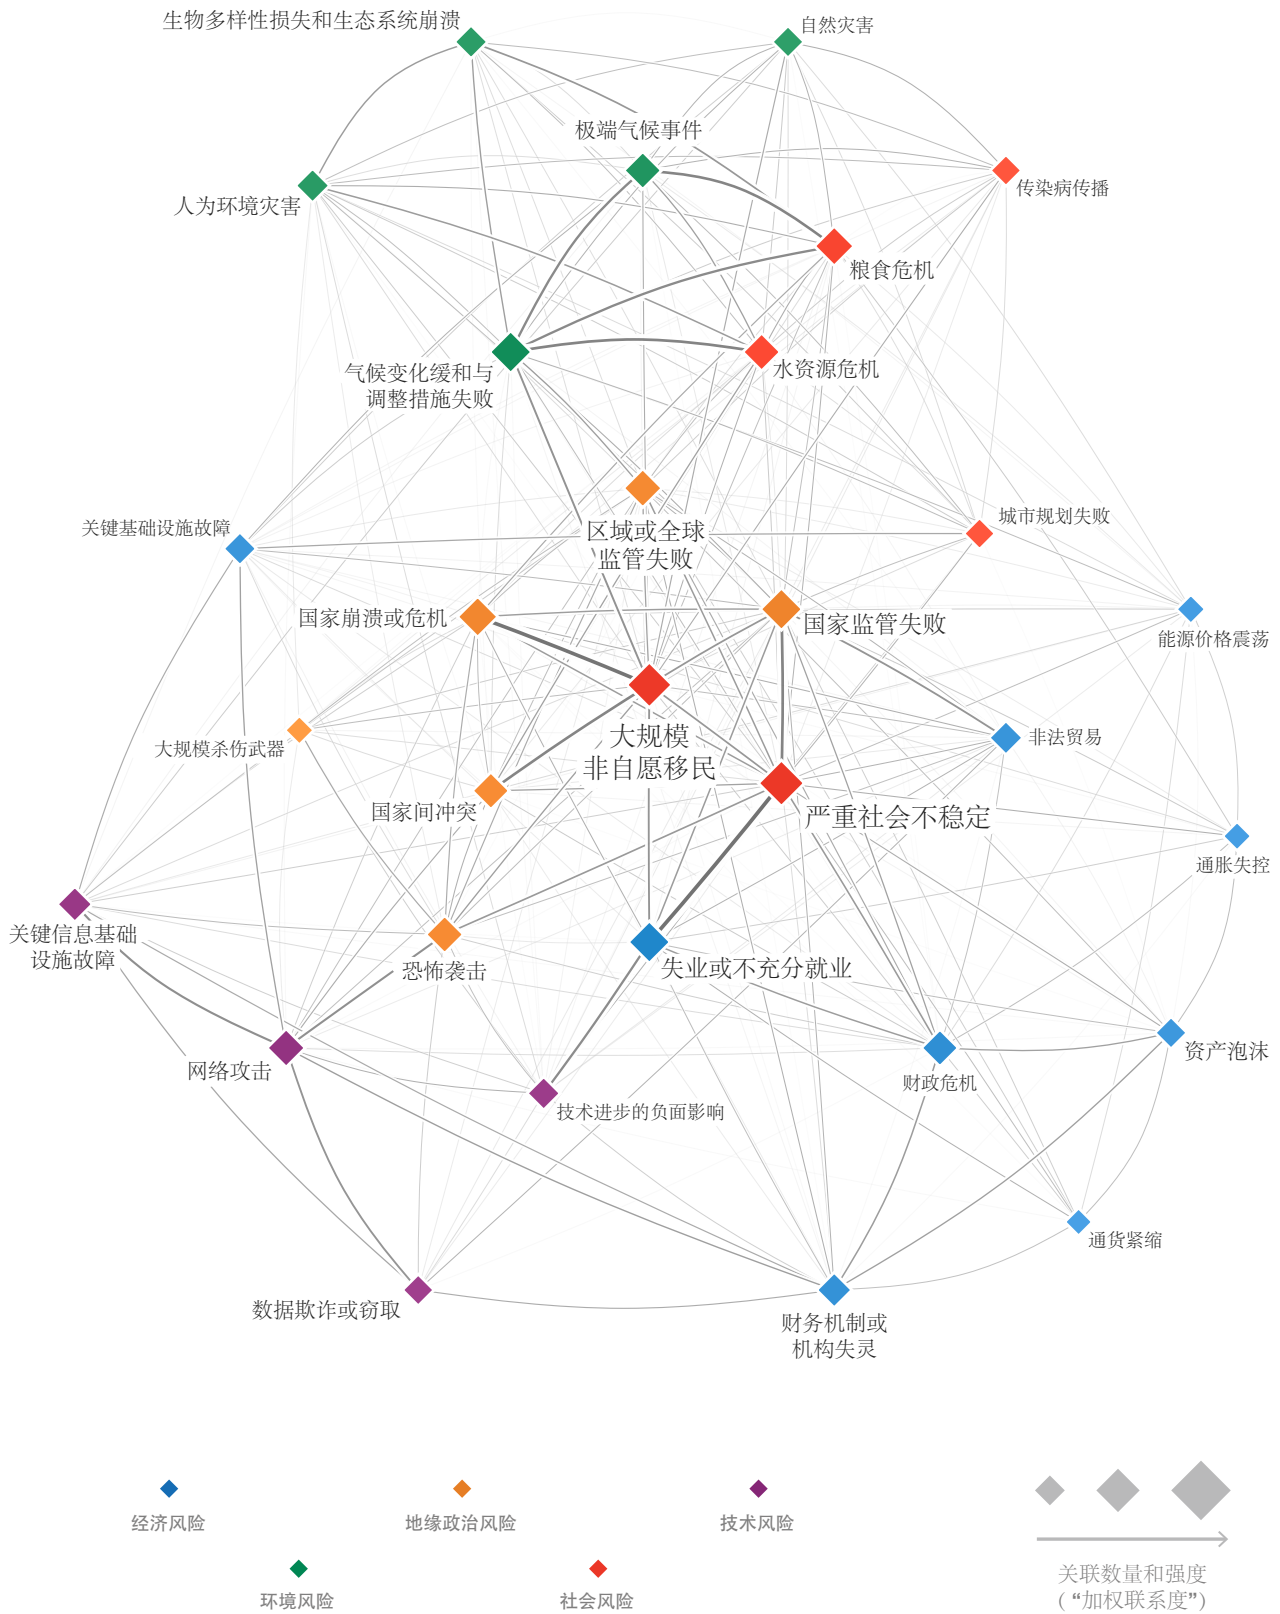 生物多样性损失和生态系统崩溃
自然灾害
极端气候事件
人为环境灾害
传染病传播
粮食危机
气候变化缓和与
调整措施失败
水资源危机
关键基础设施故障
区域或全球
监管失败
城市规划失败
国家崩溃或危机
国家监管失败
能源价格震荡
大规模杀伤武器
大规模
非自愿移民
非法贸易
国家间冲突
严重社会不稳定
通胀失控
关键信息基础
设施故障
恐怖袭击
失业或不充分就业
网络攻击
财政危机
资产泡沫
技术进步的负面影响
通货紧缩
数据欺诈或窃取
财务机制或
机构失灵
经济风险
地缘政治风险
技术风险
环境风险
社会风险
关联数量和强度
(“加权联系度”)